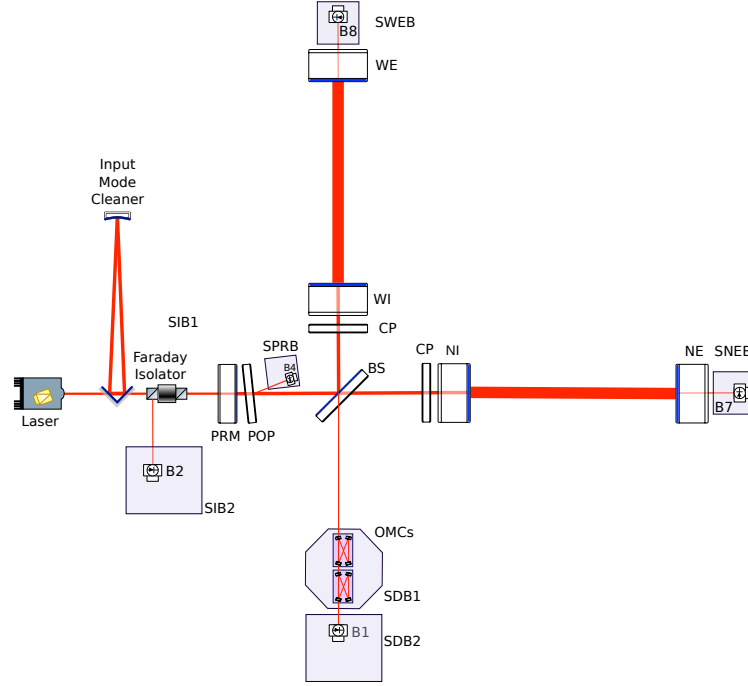 SWEB
B8
WE
Input
Mode
Cleaner
WI
SIB1
CP
SPRB
CP
NI
NE
SNEB
Faraday
Isolator
B4
BS
B7
Laser
PRM
POP
B2
SIB2
OMCs
SDB1
B1
SDB2